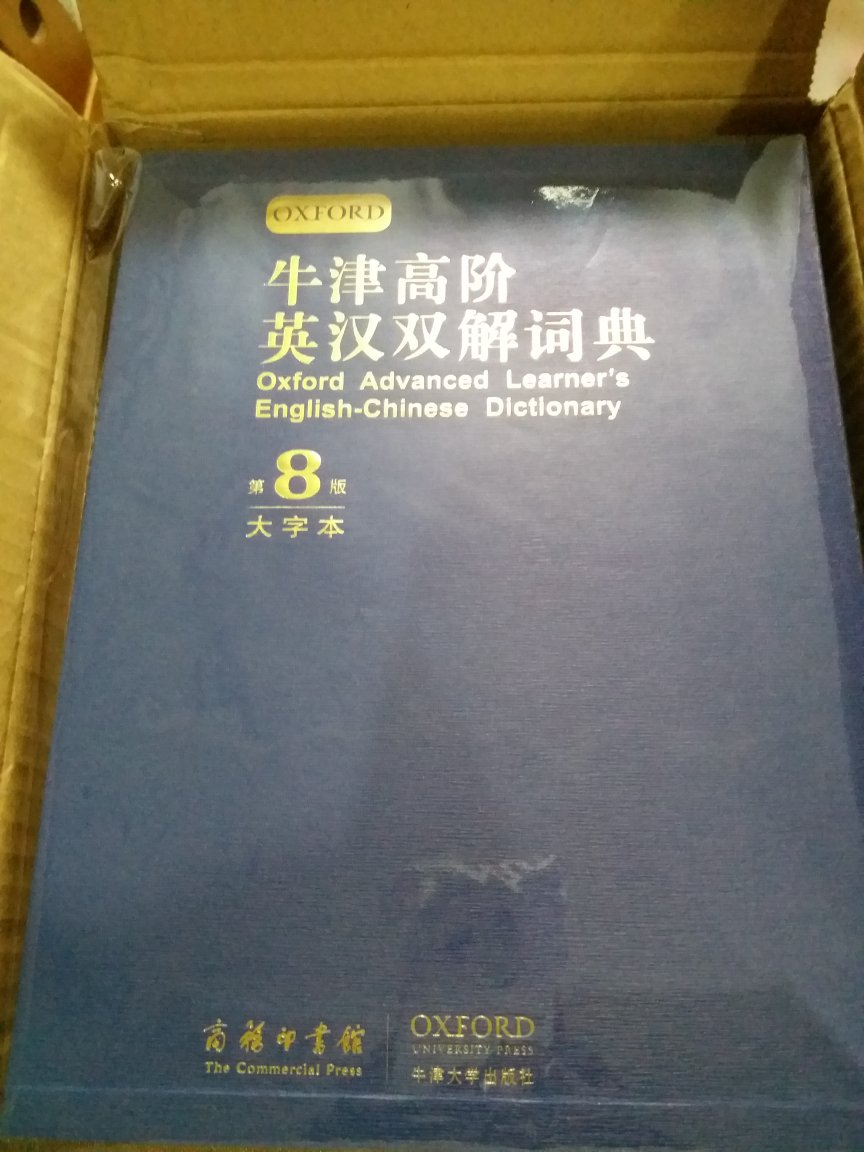 OXFORD
牛津高阶
英汉双解词典
Oxford Advanced Learner's
English-Chinese Dictionary
第8版
大字本
商務印書館
The Commercial Press
OXFORD
UNIVERSITY PRESS
牛津大学出版社